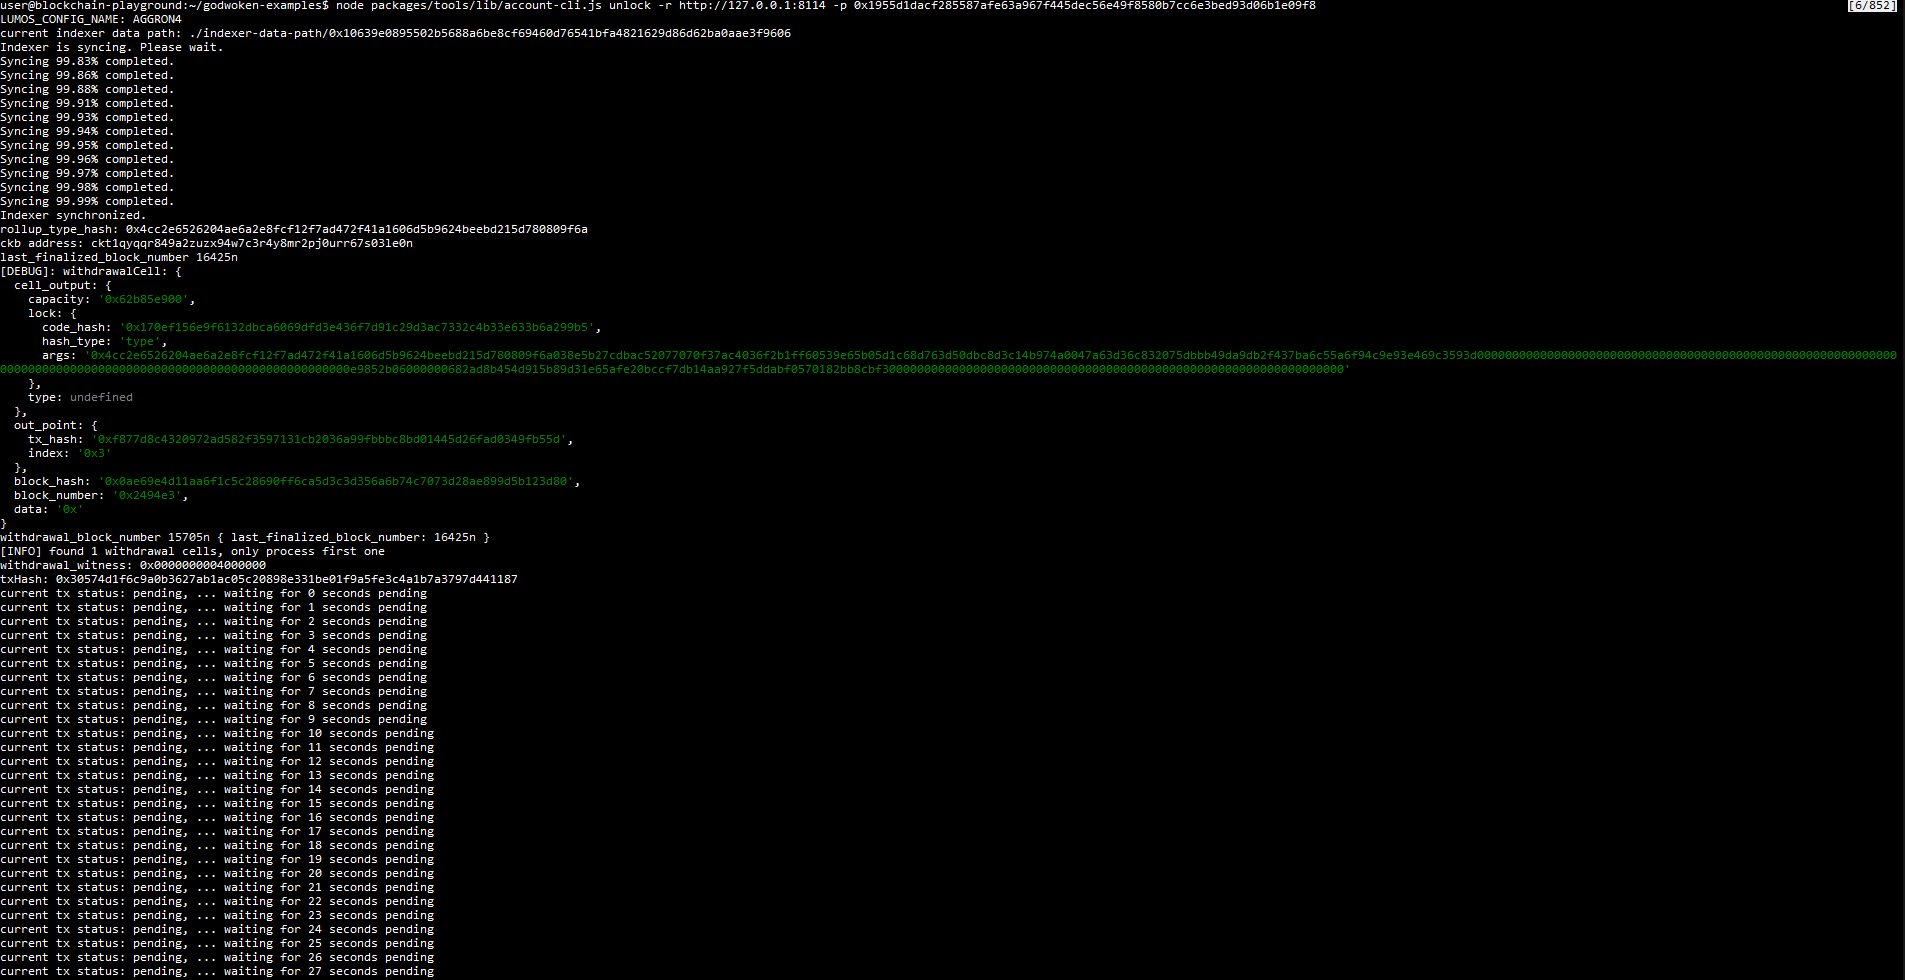 user@blockchain-playground:~/godwoken-examples$ node packages/tools/lib/account-cli.js unlock -r http://127.0.0.1:8114 -p 0x1955d1dacf285587afe63a967f445dec56e49f8580b7cc6e3bed93d06b1e09f8 [6/852]
LUMOS_CONFIG_NAME: AGGRON4
current indexer data path: ./indexer-data-path/0x10639e0895502b5688a6be8cf69460d76541bfa4821629d86d62ba0aae3f9606
Indexer is syncing. Please wait.
Syncing 99.83% completed.
Syncing 99.86% completed.
Syncing 99.88% completed.
Syncing 99.91% completed.
Syncing 99.93% completed.
Syncing 99.94% completed.
Syncing 99.95% completed.
Syncing 99.96% completed.
Syncing 99.97% completed.
Syncing 99.98% completed.
Syncing 99.99% completed.
Indexer synchronized.
rollup_type_hash: 0x4cc2e6526204ae6a2e8fcf12f7ad472f41a1606d5b9624beebd215d780809f6a
ckb address: ckt1qyqqr849a2zuzx94w7c3r4y8mr2pj0urr67s03le0n
last_finalized_block_number 16425n
[DEBUG]: withdrawalCell: {
cell_output: {
capacity: '0x62b85e900',
lock: {
code_hash: '0x170ef156e9f6132dbca6069dfd3e436f7d91c29d3ac7332c4b33e633b6a299b5',
hash_type: 'type',
args:
},
type: undefined
},
out_point: {
tx_hash: '0xf877d8c4320972ad582f3597131cb2036a99fbbbc8bd01445d26fad0349fb55d',
index: '0x3'
},
block_hash: '0x0ae69e4d11aa6f1c5c28690ff6ca5d3c3d356a6b74c7073d28ae899d5b123d80',
block_number: '0x2494e3',
data: '0x'
}
withdrawal_block_number 15705n { last_finalized_block_number: 16425n }
[INFO] found 1 withdrawal cells, only process first one
withdrawal_witness: 0x0000000004000000
txHash: 0x30574d1f6c9a0b3627ab1ac05c20898e331be01f9a5fe3c4a1b7a3797d441187
current tx status: pending, ... waiting for 0 seconds pending
current tx status: pending, ... waiting for 1 seconds pending
current tx status: pending, ... waiting for 2 seconds pending
current tx status: pending, ... waiting for 3 seconds pending
current tx status: pending, ... waiting for 4 seconds pending
current tx status: pending, ... waiting for 5 seconds pending
current tx status: pending, ... waiting for 6 seconds pending
current tx status: pending, ... waiting for 7 seconds pending
current tx status: pending, ... waiting for 8 seconds pending
current tx status: pending, ... waiting for 9 seconds pending
current tx status: pending, ... waiting for 10 seconds pending
current tx status: pending, ... waiting for 11 seconds pending
current tx status: pending, ... waiting for 12 seconds pending
current tx status: pending, ... waiting for 13 seconds pending
current tx status: pending, ... waiting for 14 seconds pending
current tx status: pending, ... waiting for 15 seconds pending
current tx status: pending, ... waiting for 16 seconds pending
current tx status: pending, ... waiting for 17 seconds pending
current tx status: pending, ... waiting for 18 seconds pending
current tx status: pending, ... waiting for 19 seconds pending
current tx status: pending, ... waiting for 20 seconds pending
current tx status: pending, ... waiting for 21 seconds pending
current tx status: pending, ... waiting for 22 seconds pending
current tx status: pending, ... waiting for 23 seconds pending
current tx status: pending, ... waiting for 24 seconds pending
current tx status: pending, ... waiting for 25 seconds pending
current tx status: pending, ... waiting for 26 seconds pending
current tx status: pending, ... waiting for 27 seconds pending